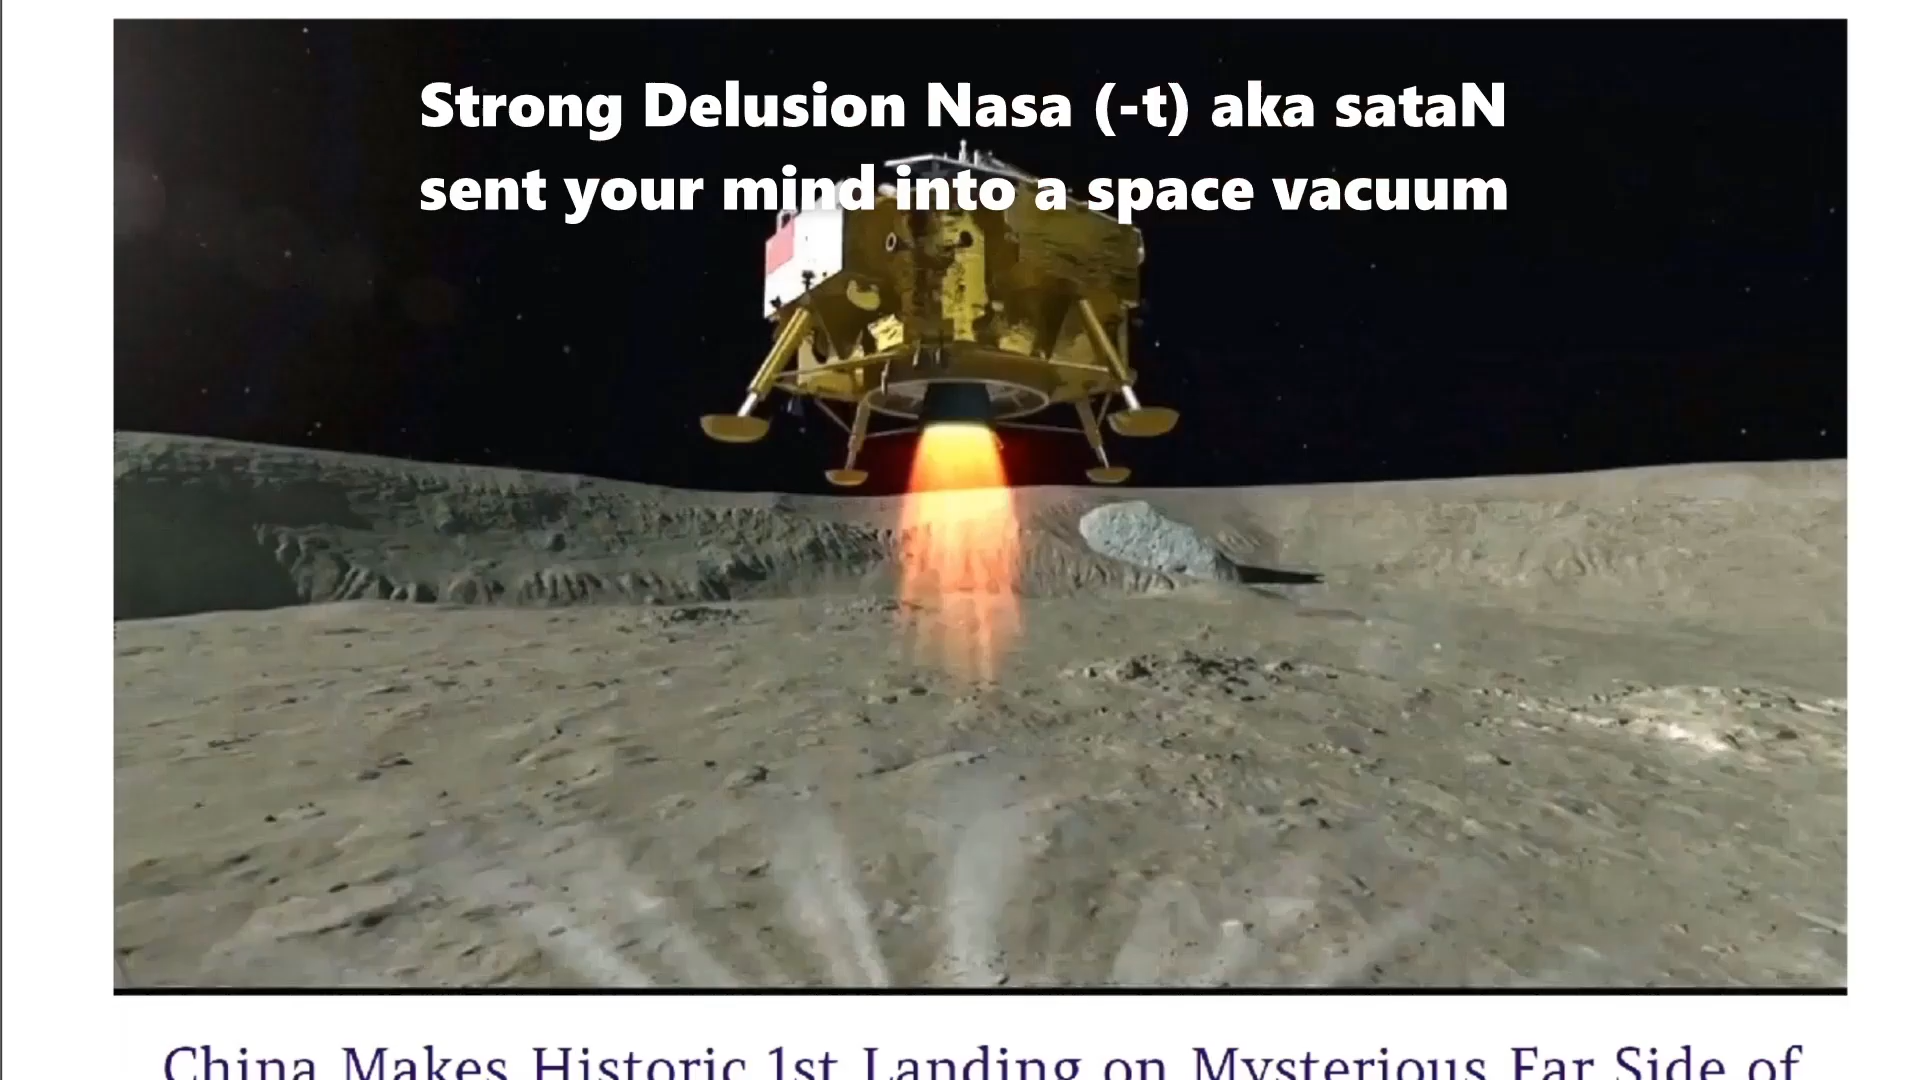 Strong Delusion Nasa (-t) aka sataN
sent your mind into a space vacuum
China Makes Historic 1st Landing on Mysterious Far Side of